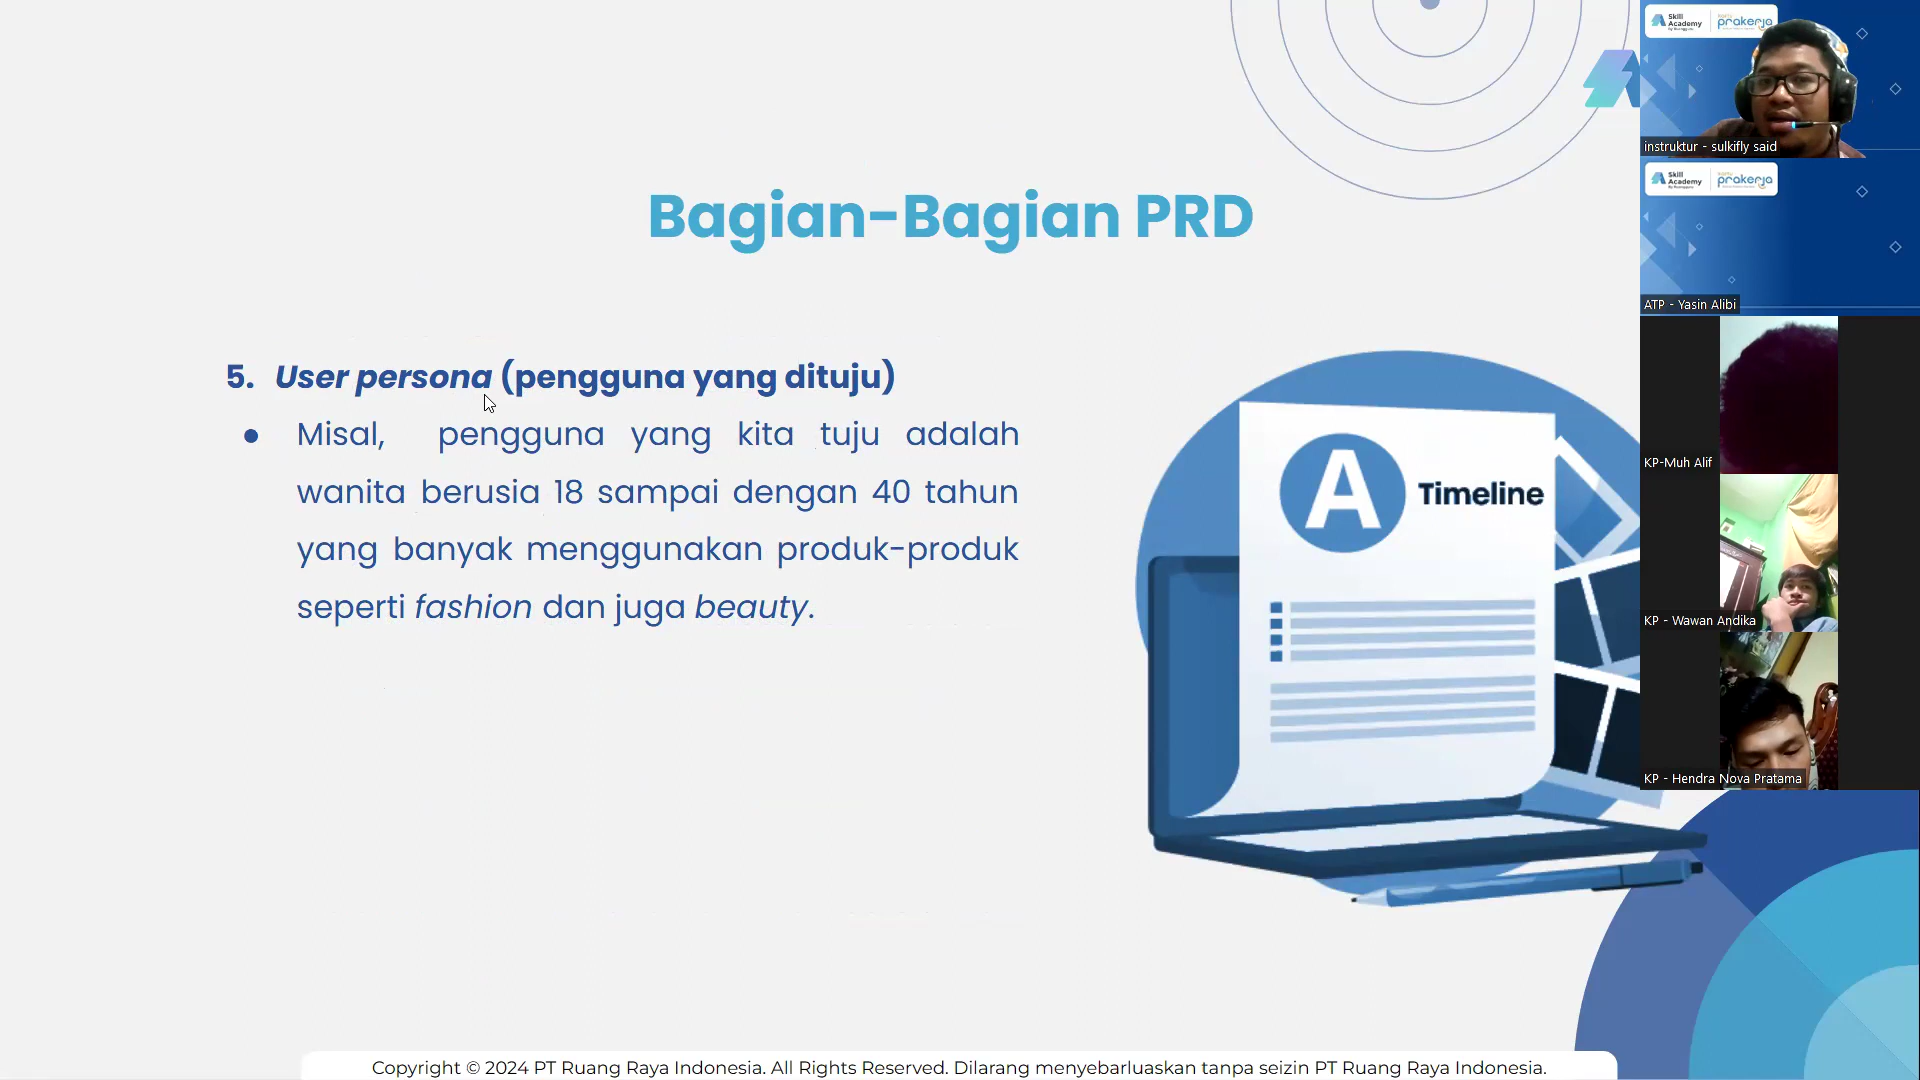 Bagian-Bagian PRD
5. User persona (pengguna yang dituju)
● Misal, pengguna yang kita tuju adalah
wanita berusia 18 sampai dengan 40 tahun
yang banyak menggunakan produk-produk
seperti fashion dan juga beauty.
A Timeline
Copyright © 2024 PT Ruang Raya Indonesia. All Rights Reserved. Dilarang menyebarluaskan tanpa seizin PT Ruang Raya Indonesia.
Skill
Academy
prakerja
instruktur - sulkifly said
Skill
Academy
prakerja
ATP - Yasin Alibi
KP-Muh Alif
KP - Wawan Andika
KP - Hendra Nova Pratama